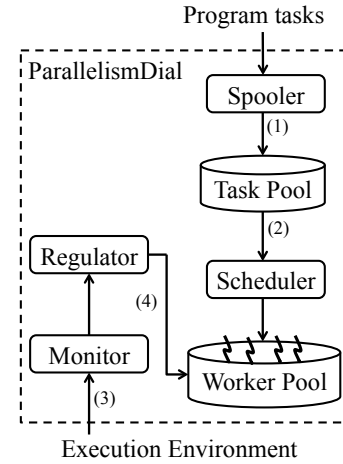 Program tasks
ParallelismDial
Spooler
(1)
Task Pool
(2)
Regulator
Scheduler
(4)
Monitor
Worker Pool
(3)
Execution Environment